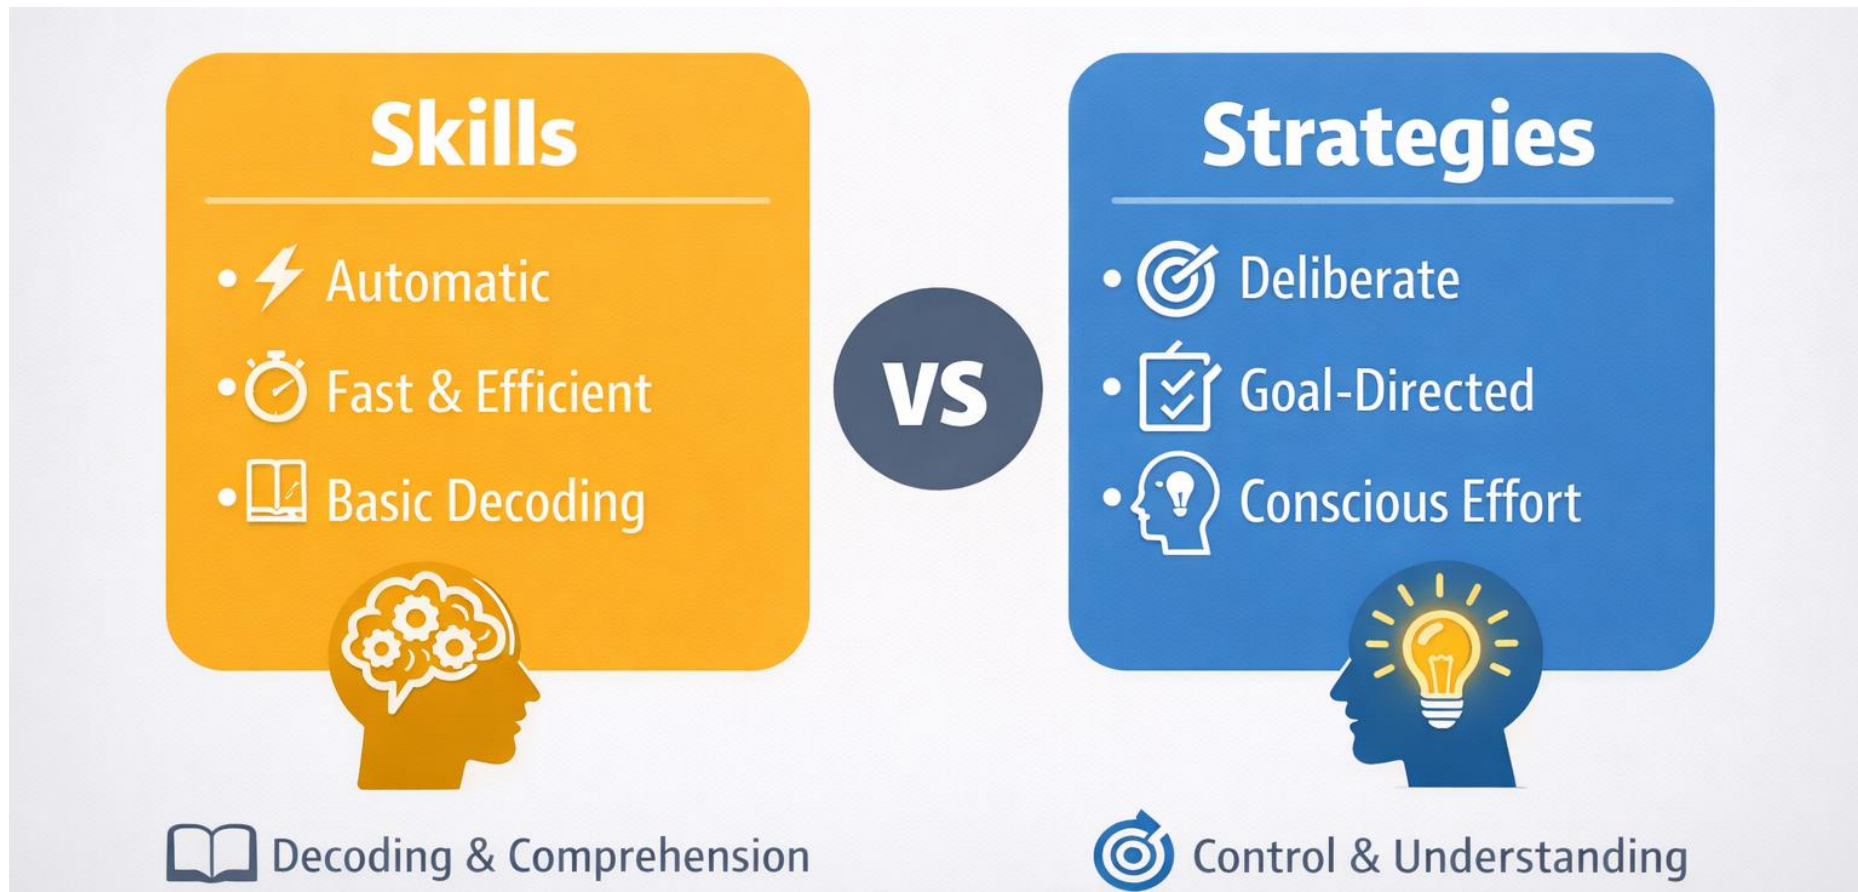 Skills
• Automatic
• Fast & Efficient
• Basic Decoding
Decoding & Comprehension
VS
Strategies
• Deliberate
• Goal-Directed
• Conscious Effort
Control & Understanding